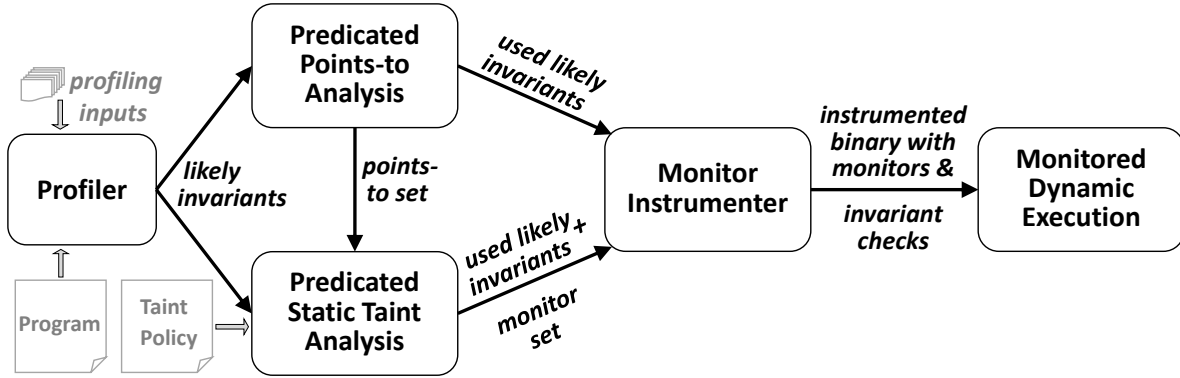 profiling
inputs
Profiler
Program
Taint
Policy
likely
invariants
Predicated
Points-to
Analysis
points-
to set
Predicated
Static Taint
Analysis
used likely
invariants
used likely +
invariants
monitor
set
Monitor
Instrumenter
instrumented
binary with
monitors &
invariant
checks
Monitored
Dynamic
Execution